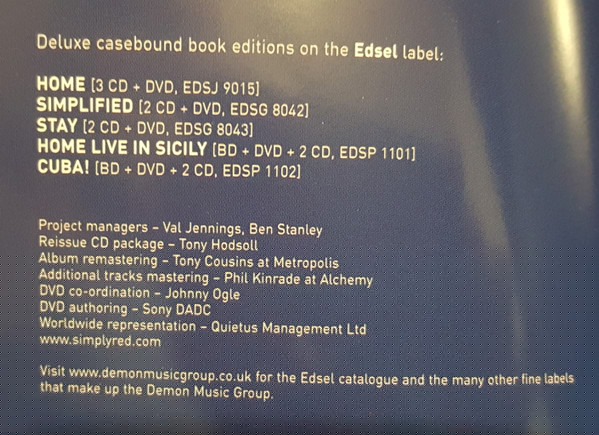 Deluxe casebound book editions on the Edsel label:
HOME [3 CD + DVD, EDSJ 9015]
SIMPLIFIED [2 CD + DVD, EDSG 8042]
STAY [2 CD + DVD, EDSG 8043]
HOME LIVE IN SICILY [BD + DVD + 2 CD, EDSP 1101]
CUBA! [BD + DVD + 2 CD, EDSP 1102]
Project managers – Val Jennings, Ben Stanley
Reissue CD package – Tony Hodsoll
Album remastering – Tony Cousins at Metropolis
Additional tracks mastering – Phil Kinrade at Alchemy
DVD co-ordination – Johnny Ogle
DVD authoring – Sony DADC
Worldwide representation – Quietus Management Ltd
www.simplyred.com
Visit www.demonmusicgroup.co.uk for the Edsel catalogue and the many other fine labels
that make up the Demon Music Group.